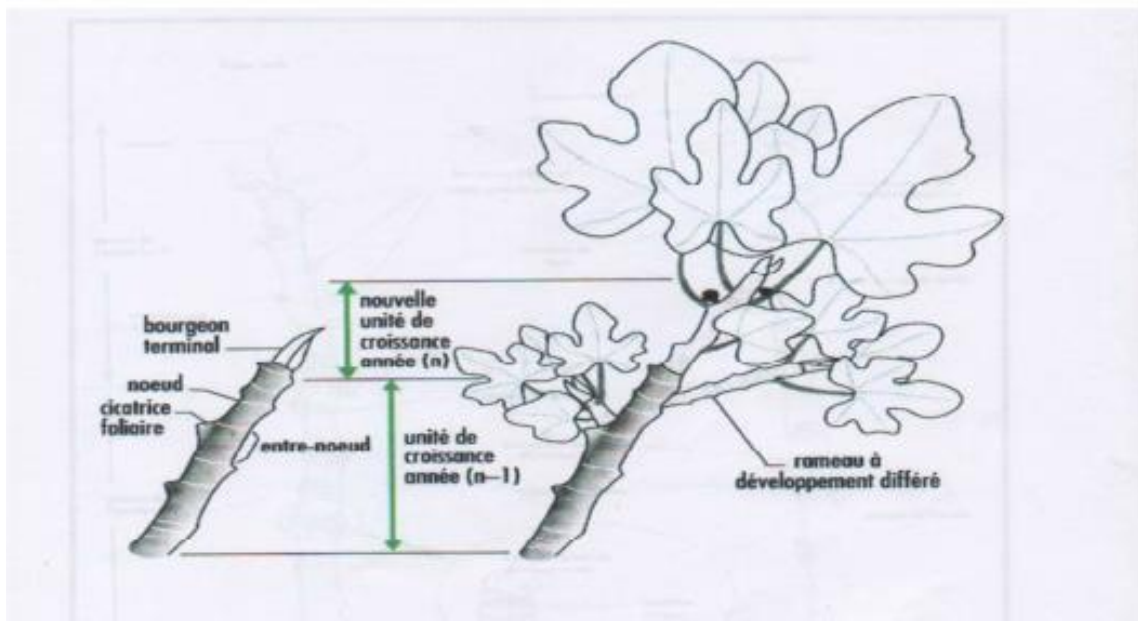 bourgeon
terminal
noeud
cicatrice
foliaire
entre-noeud
nouvelle
unité de
croissance
année (n)
unité de
croissance
année (n–1)
rameau à
développement différé